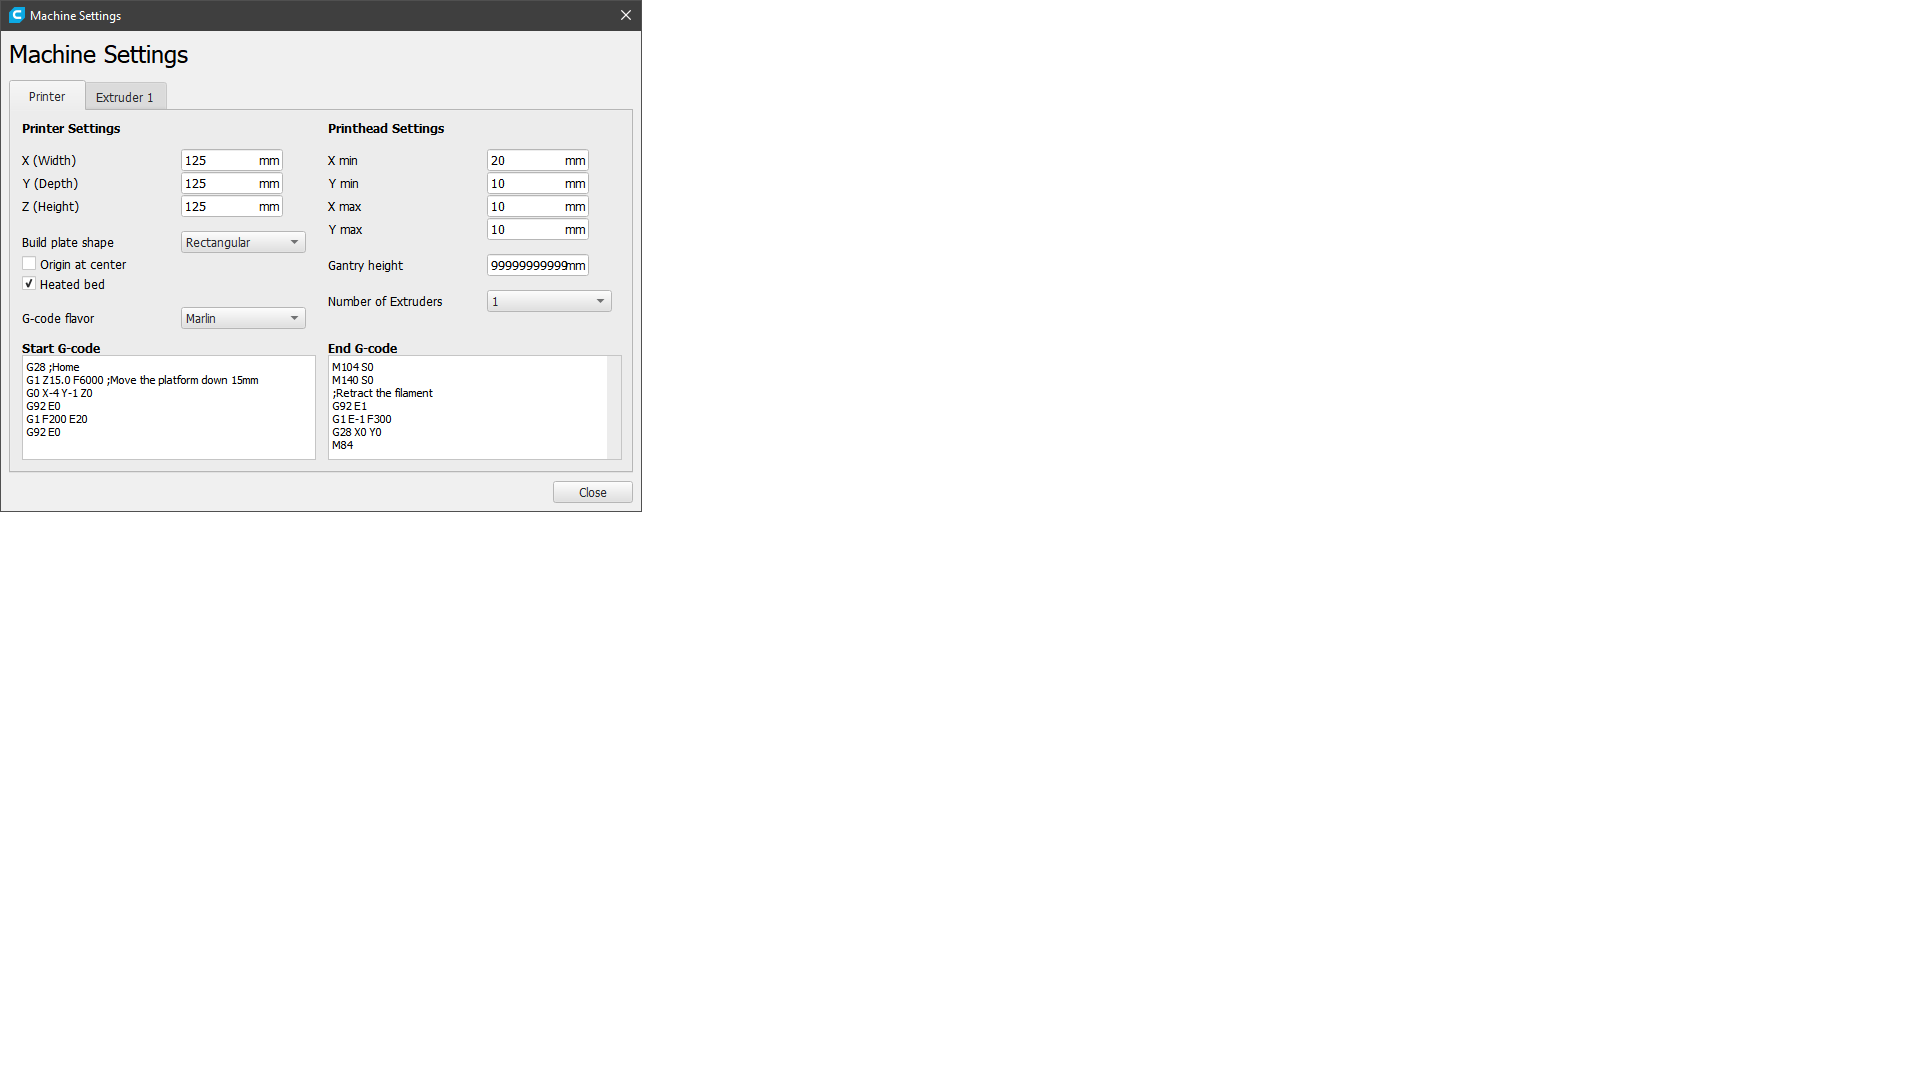 Machine Settings
Machine Settings
Printer
Extruder 1
Printer Settings
X (Width)
125 mm
Y (Depth)
125 mm
Z (Height)
125 mm
Build plate shape
Rectangular
Origin at center
Heated bed
G-code flavor
Marlin
Printhead Settings
X min
20 mm
Y min
10 mm
X max
10 mm
Y max
10 mm
Gantry height
99999999999mm
Number of Extruders
1
Start G-code
G28 ;Home
G1 Z15.0 F6000 ;Move the platform down 15mm
G0 X-4 Y-1 Z0
G92 E0
G1 F200 E20
G92 E0
End G-code
M104 S0
M140 S0
;Retract the filament
G92 E1
G1 E-1 F300
G28 X0 Y0
M84
Close